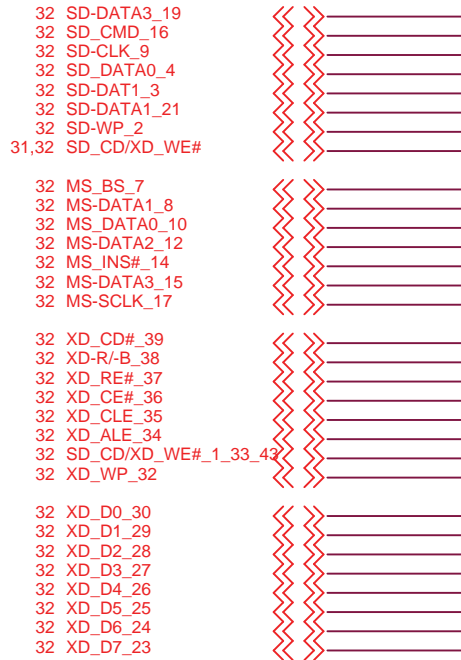 32 SD-DATA3_19
32 SD_CMD_16
32 SD-CLK_9
32 SD_DATA0_4
32 SD-DAT1_3
32 SD-DATA1_21
32 SD-WP_2
31,32 SD_CD/XD_WE#
32 MS_BS_7
32 MS-DATA1_8
32 MS_DATA0_10
32 MS-DATA2_12
32 MS_INS#_14
32 MS-DATA3_15
32 MS-SCLK_17
32 XD_CD#_39
32 XD-R/-B_38
32 XD_RE#_37
32 XD_CE#_36
32 XD_CLE_35
32 XD_ALE_34
32 SD_CD/XD_WE#_1_33_43
32 XD_WP_32
32 XD_D0_30
32 XD_D1_29
32 XD_D2_28
32 XD_D3_27
32 XD_D4_26
32 XD_D5_25
32 XD_D6_24
32 XD_D7_23